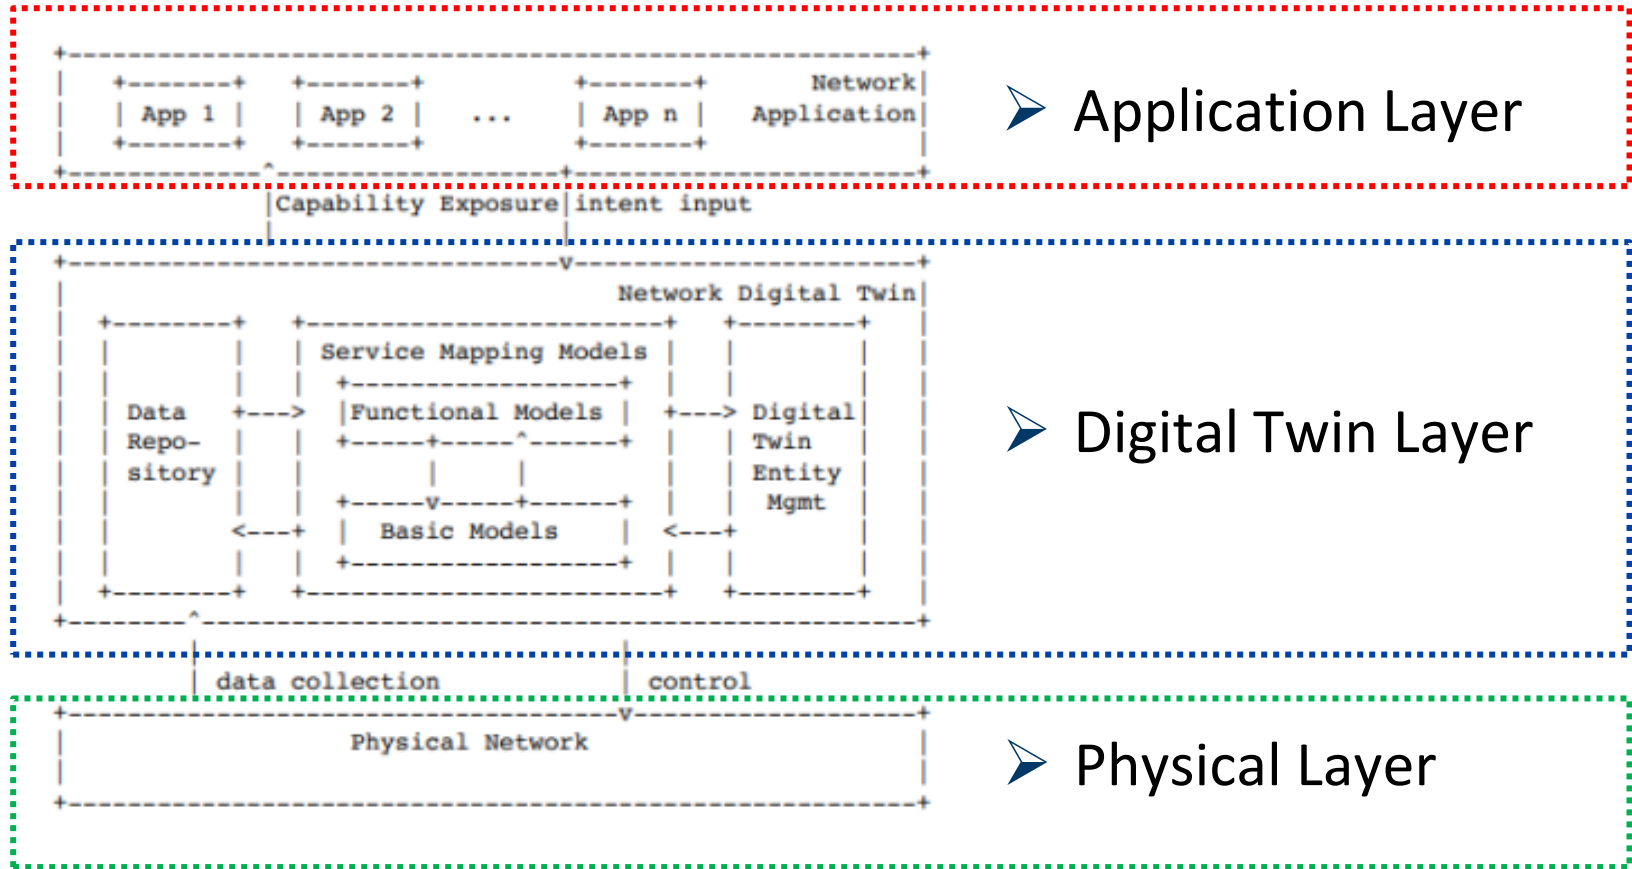 App 1
App 2
...
App n
Network
Application
Application Layer
Capability Exposure
intent input
Network Digital Twin
Data
Repo-
sitory
Service Mapping Models
Functional Models
Basic Models
Digital
Twin
Entity
Mgmt
Digital Twin Layer
data collection
control
Physical Network
Physical Layer